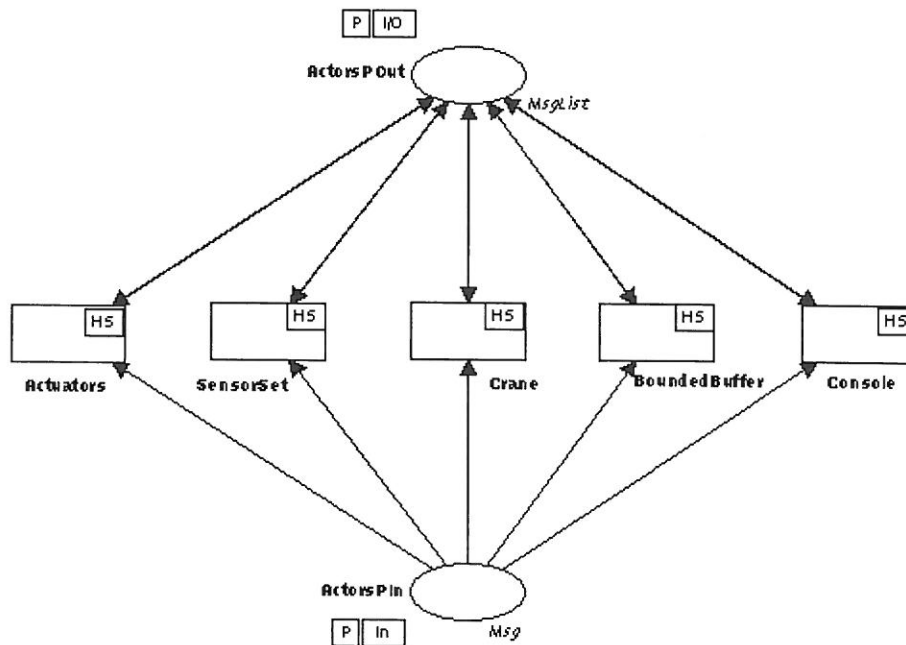 P I/O
ActorsPOut
MsgList
HS HS HS HS HS
Actuators SensorSet Crane BoundedBuffer Console
ActorsPIn
P In Msg